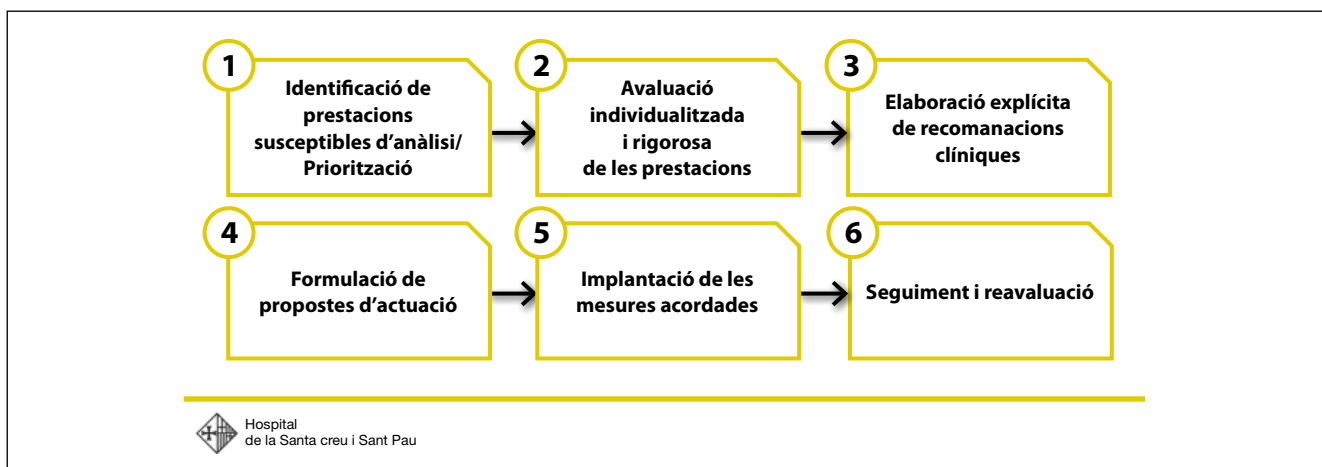 1
Identificació de
prestacions
susceptibles d'anàlisi/
Priorització
2
Avaluació
individualitzada
i rigorosa
de les prestacions
3
Elaboració explícita
de recomanacions
clíniques
4
Formulació de
propostes d'actuació
5
Implantació de les
mesures acordades
6
Seguiment i reavaluació
Hospital
de la Santa creu i Sant Pau